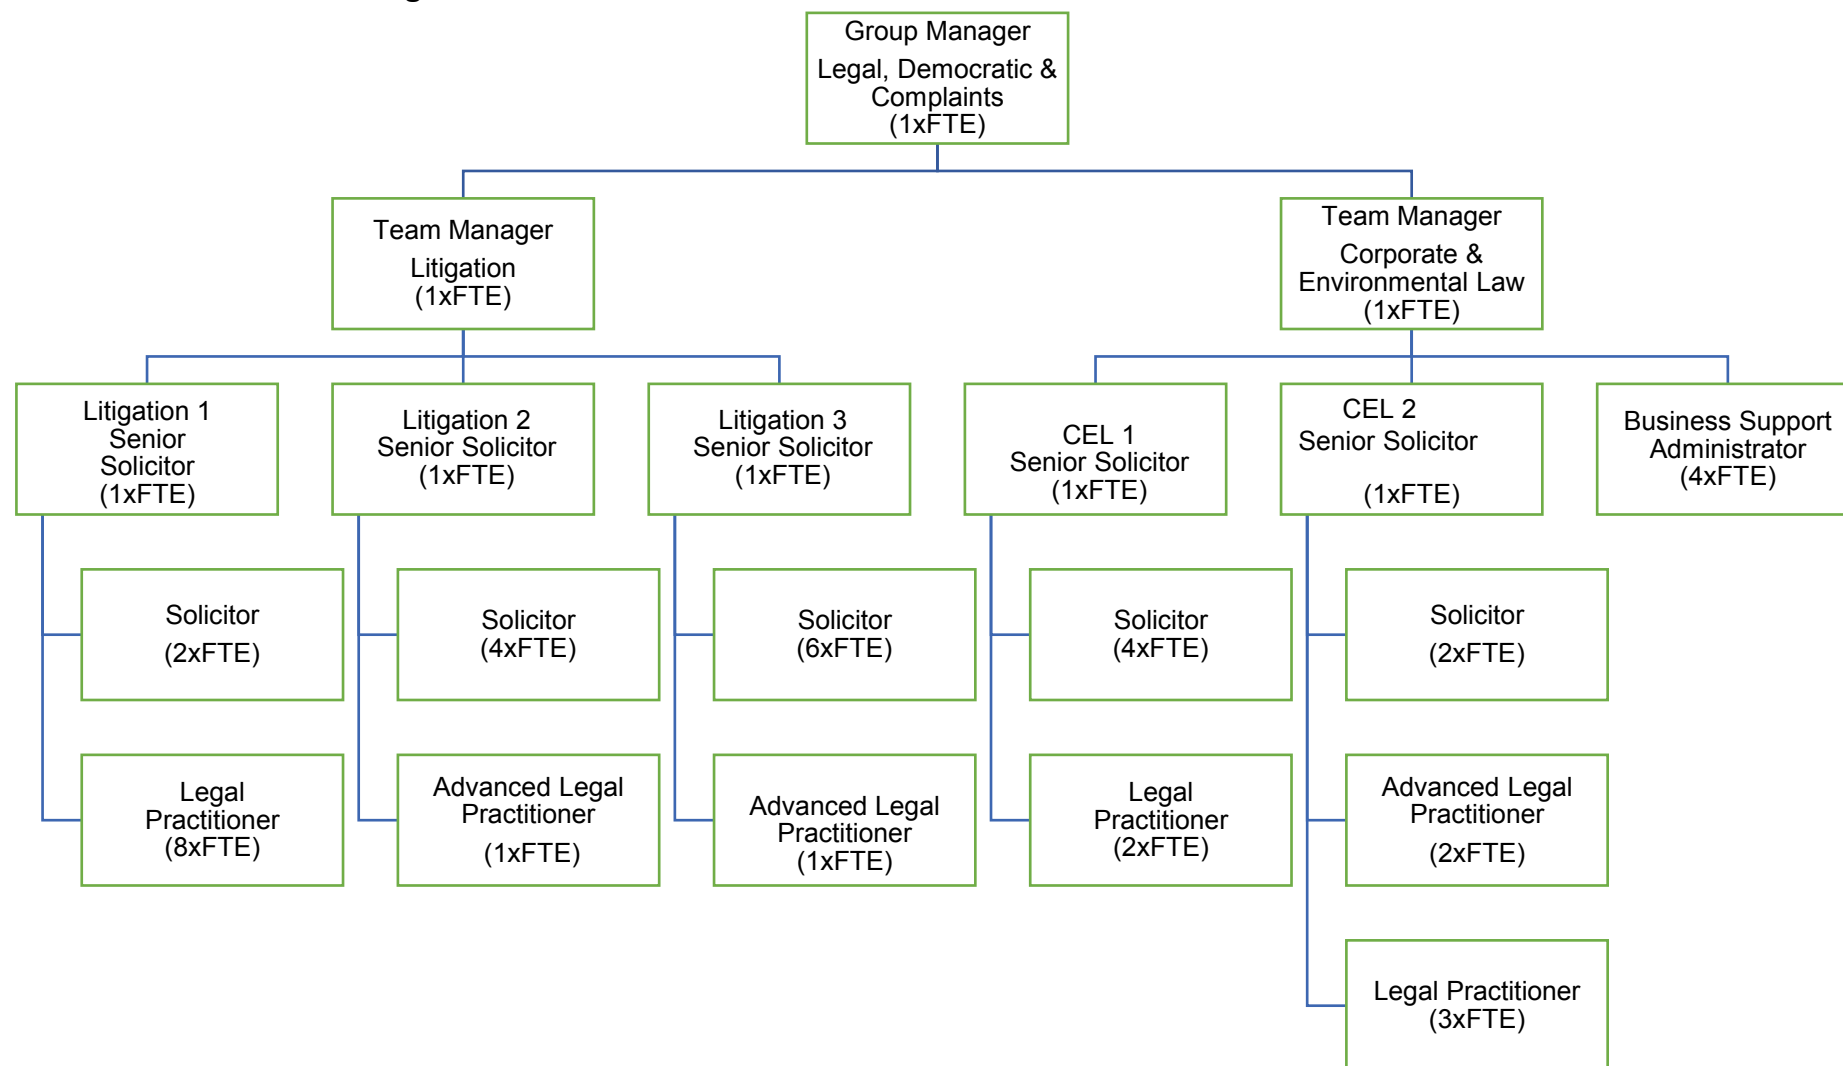 Group Manager
Legal, Democratic &
Complaints
(1xFTE)
Team Manager
Litigation
(1xFTE)
Team Manager
Corporate &
Environmental Law
(1xFTE)
Litigation 1
Senior
Solicitor
(1xFTE)
Litigation 2
Senior Solicitor
(1xFTE)
Litigation 3
Senior Solicitor
(1xFTE)
CEL 1
Senior Solicitor
(1xFTE)
CEL 2
Senior Solicitor
(1xFTE)
Business Support
Administrator
(4xFTE)
Solicitor
(2xFTE)
Solicitor
(4xFTE)
Solicitor
(6xFTE)
Solicitor
(4xFTE)
Solicitor
(2xFTE)
Legal
Practitioner
(8xFTE)
Advanced Legal
Practitioner
(1xFTE)
Advanced Legal
Practitioner
(1xFTE)
Legal
Practitioner
(2xFTE)
Advanced Legal
Practitioner
(2xFTE)
Legal Practitioner
(3xFTE)